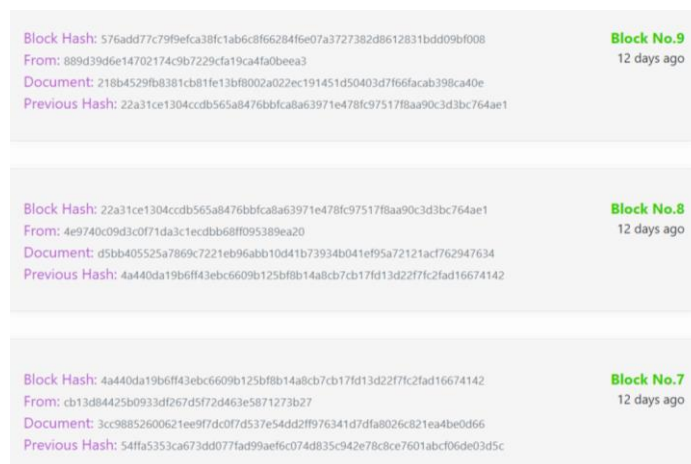 Block Hash: 576add77c79f9efca38fc1ab6c8f66284f6e07a3727382d8612831bdd09bf008 Block No.9
From: 889d39d6e14702174c9b7229cfa19ca4fa0beea3 12 days ago
Document: 218b4529fb8381cb81fe13bf8002a022ec191451d50403d7f66facab398ca40e
Previous Hash: 22a31ce1304ccdb565a8476bbfca8a63971e478fc97517f8aa90c3d3bc764ae1
Block Hash: 22a31ce1304ccdb565a8476bbfca8a63971e478fc97517f8aa90c3d3bc764ae1 Block No.8
From: 4e9740c09d3c0f71da3c1ecdbb68ff095389ea20 12 days ago
Document: d5bb405525a7869c7221eb96abb10d41b73934b041ef95a72121acf762947634
Previous Hash: 4a440da19b6ff43ebc6609b125bf8b14a8cb7cb17fd13d22f7fc2fad16674142
Block Hash: 4a440da19b6ff43ebc6609b125bf8b14a8cb7cb17fd13d22f7fc2fad16674142 Block No.7
From: cb13d84425b0933df267d5f72d463e5871273b27 12 days ago
Document: 3cc98852600621ee9f7dc0f7d537e54dd2ff976341d7dfa8026c821ea4be0d66
Previous Hash: 54ffa5353ca673dd077fad99aef6c074d835c942e78c8ce7601abcf06de03d5c